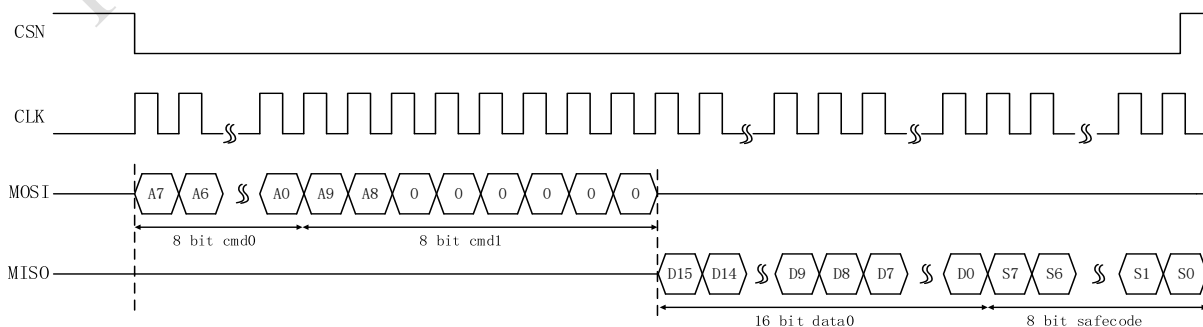 CSN
CLK
MOSI A7 A6 A0 A9 A8 0 0 0 0 0 0
8 bit cmd0 8 bit cmd1
MISO D15 D14 D9 D8 D7 D0 S7 S6 S1 S0
16 bit data0 8 bit safecode